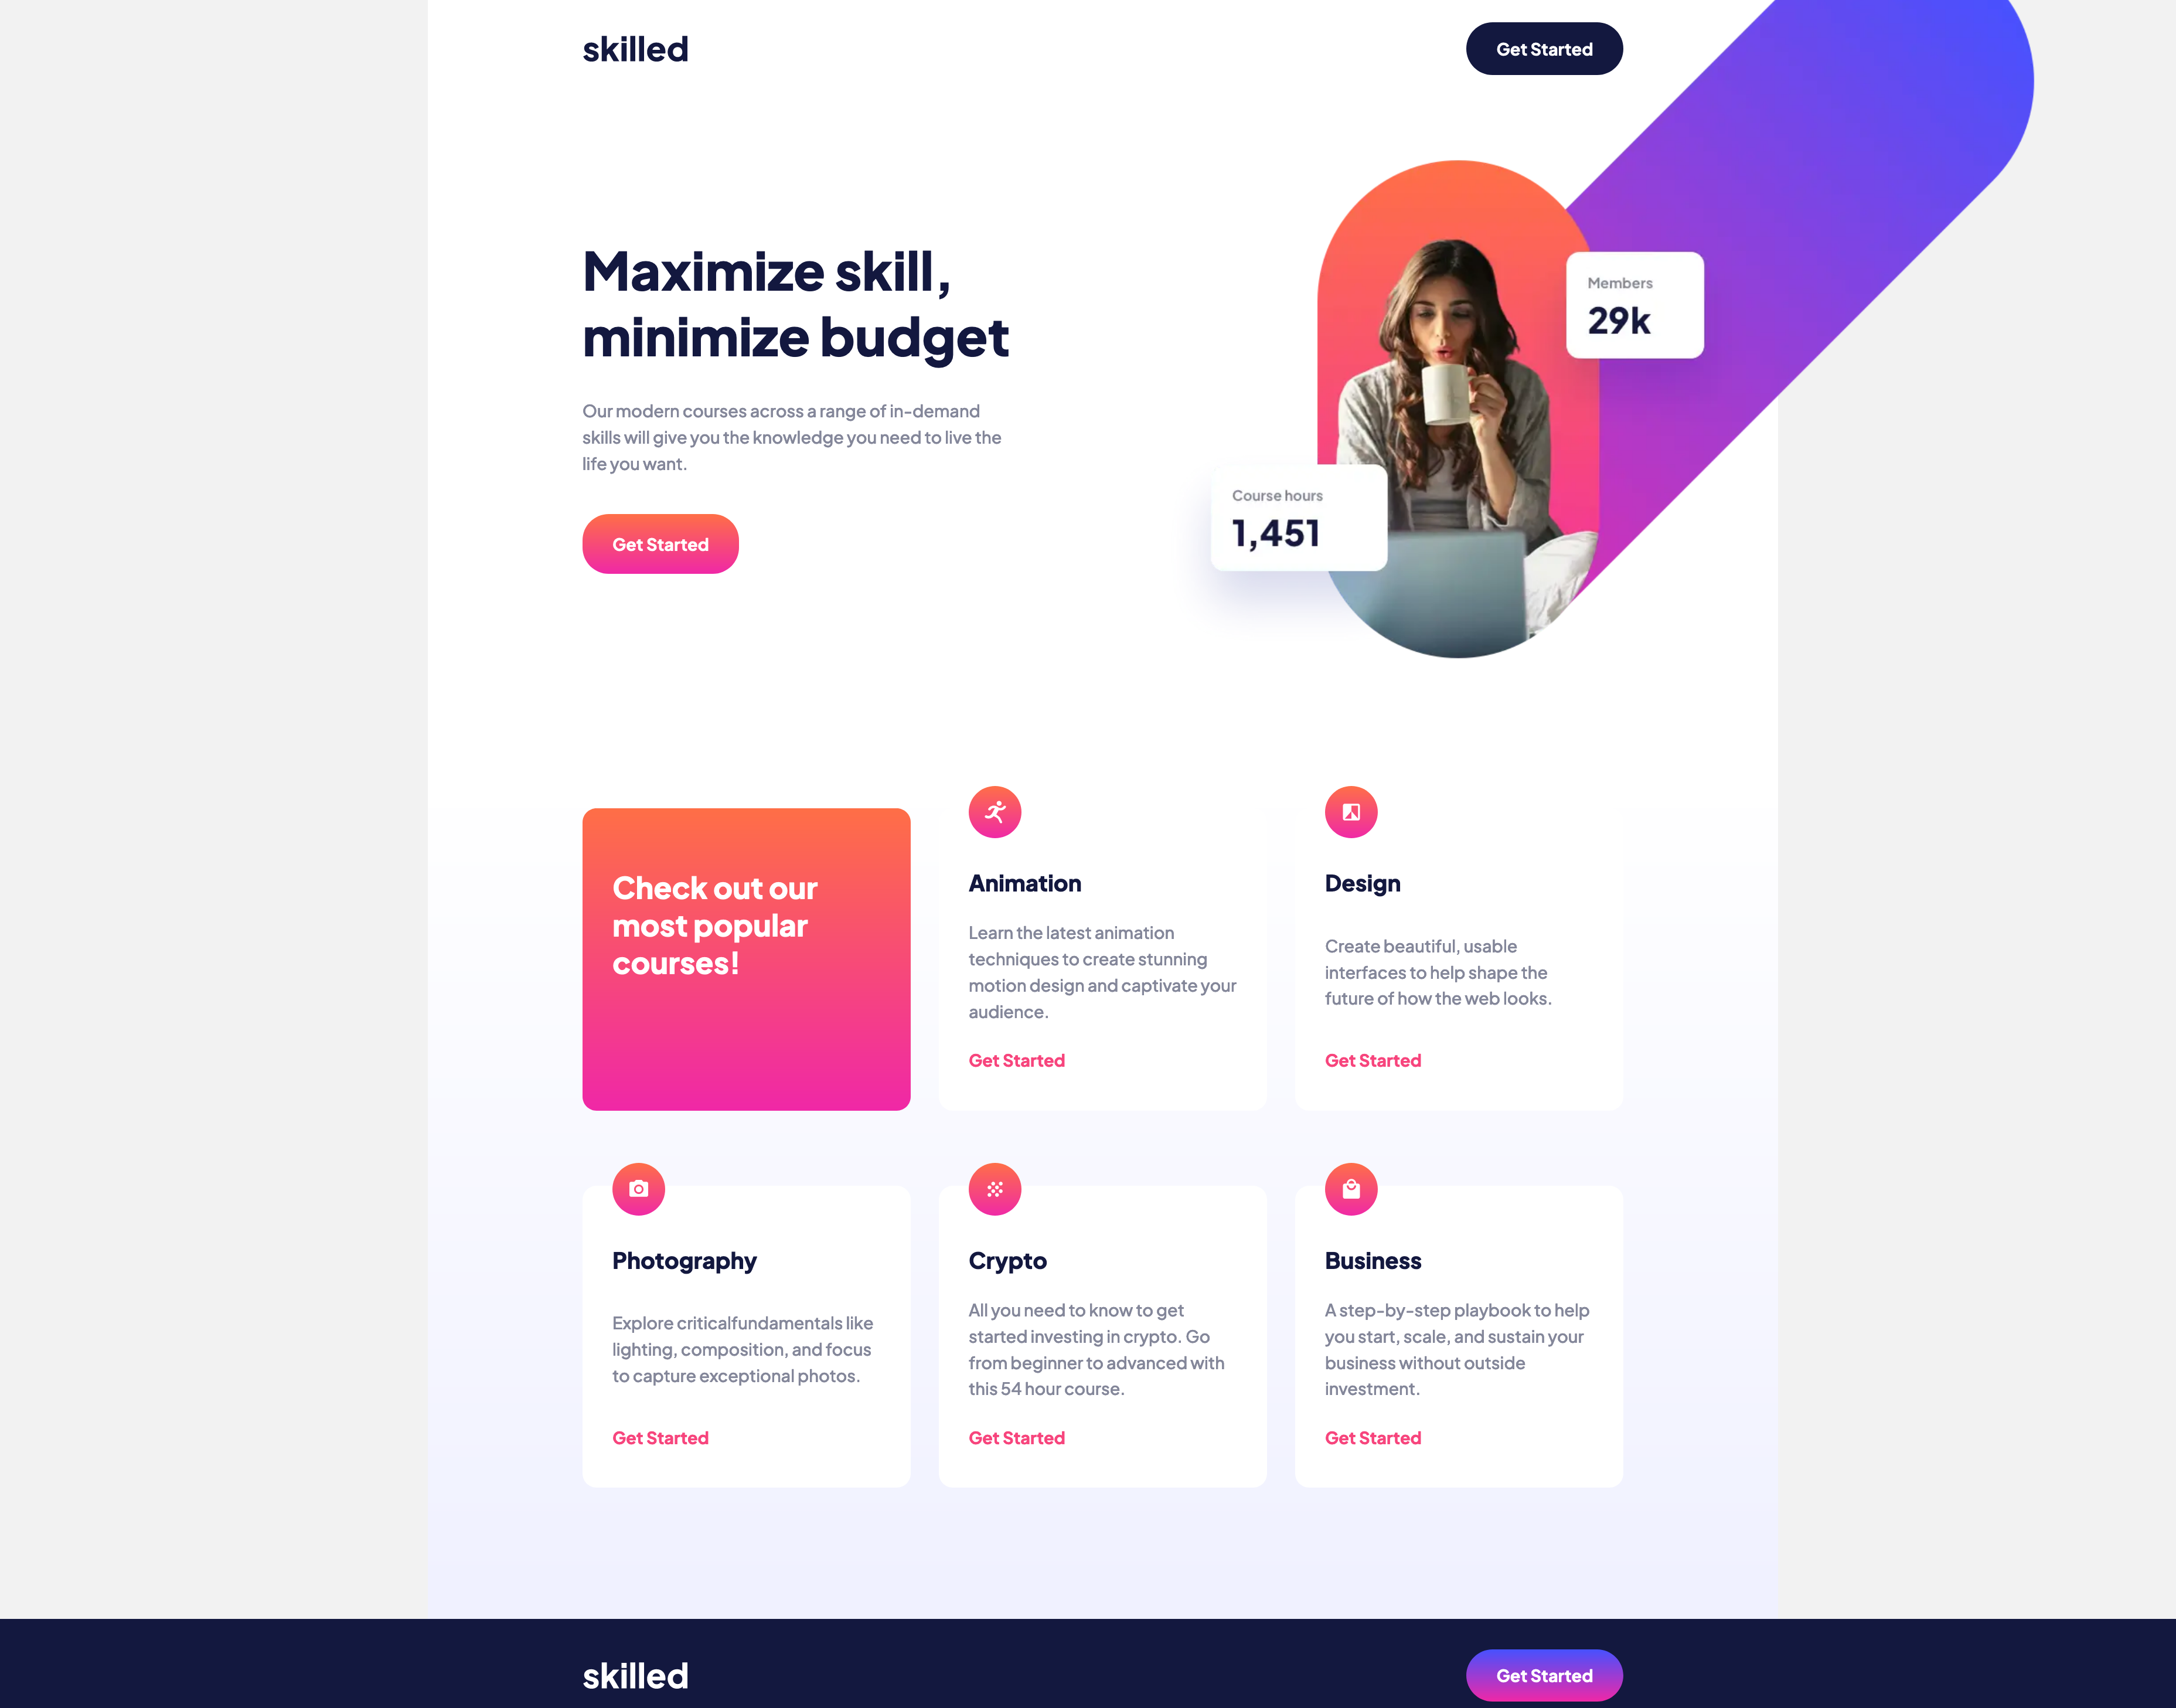 skilled
Get Started
Maximize skill,
minimize budget
Our modern courses across a range of in-demand
skills will give you the knowledge you need to live the
life you want.
Get Started
Members
29k
Course hours
1,451
Check out our
most popular
courses!
Animation
Learn the latest animation
techniques to create stunning
motion design and captivate your
audience.
Get Started
Design
Create beautiful, usable
interfaces to help shape the
future of how the web looks.
Get Started
Photography
Explore criticalfundamentals like
lighting, composition, and focus
to capture exceptional photos.
Get Started
Crypto
All you need to know to get
started investing in crypto. Go
from beginner to advanced with
this 54 hour course.
Get Started
Business
A step-by-step playbook to help
you start, scale, and sustain your
business without outside
investment.
Get Started
skilled
Get Started